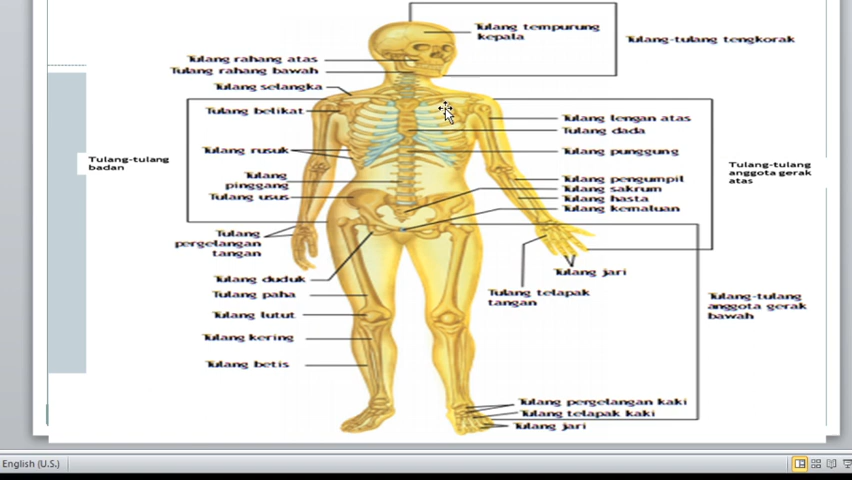 Tulang tempurung
kepala
Tulang-tulang tengkorak
Tulang rahang atas
Tulang rahang bawah
Tulang selangka
Tulang belikat
Tulang rusuk
Tulang-tulang
badan
Tulang
pinggang
Tulang usus
Tulang
pergelangan
tangan
Tulang duduk
Tulang paha
Tulang lutut
Tulang kering
Tulang betis
Tulang lengan atas
Tulang dada
Tulang punggung
Tulang pengumpil
Tulang sakrum
Tulang hasta
Tulang kemaluan
Tulang-tulang
anggota gerak
atas
Tulang jari
Tulang telapak
tangan
Tulang-tulang
anggota gerak
bawah
Tulang pergelangan kaki
Tulang telapak kaki
Tulang jari
English (U.S.)